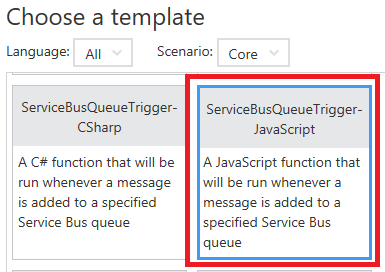 Choose a template
Language: All Scenario: Core
ServiceBusQueueTrigger-
CSharp
A C# function that will be
run whenever a message
is added to a specified
Service Bus queue
ServiceBusQueueTrigger-
JavaScript
A JavaScript function that
will be run whenever a
message is added to a
specified Service Bus
queue